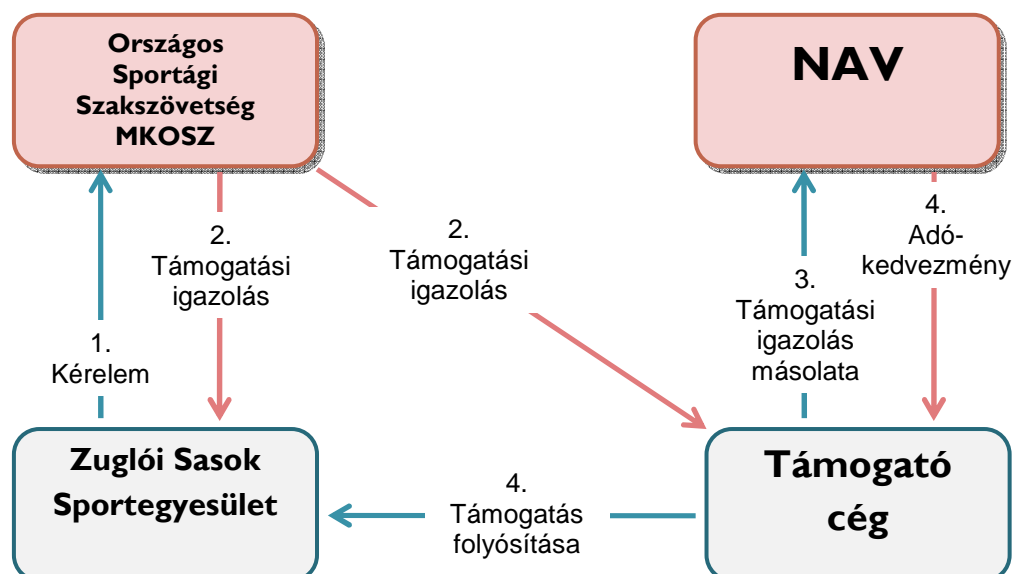 Országos
Sportági
Szakszövetség
MKOSZ
NAV
2.
Támogatási
igazolás
2.
Támogatási
igazolás
4.
Adó-
kedvezmény
3.
Támogatási
igazolás
másolata
1.
Kérelem
Zuglói Sasok
Sportegyesület
4.
Támogatás
folyósítása
Támogató
cég